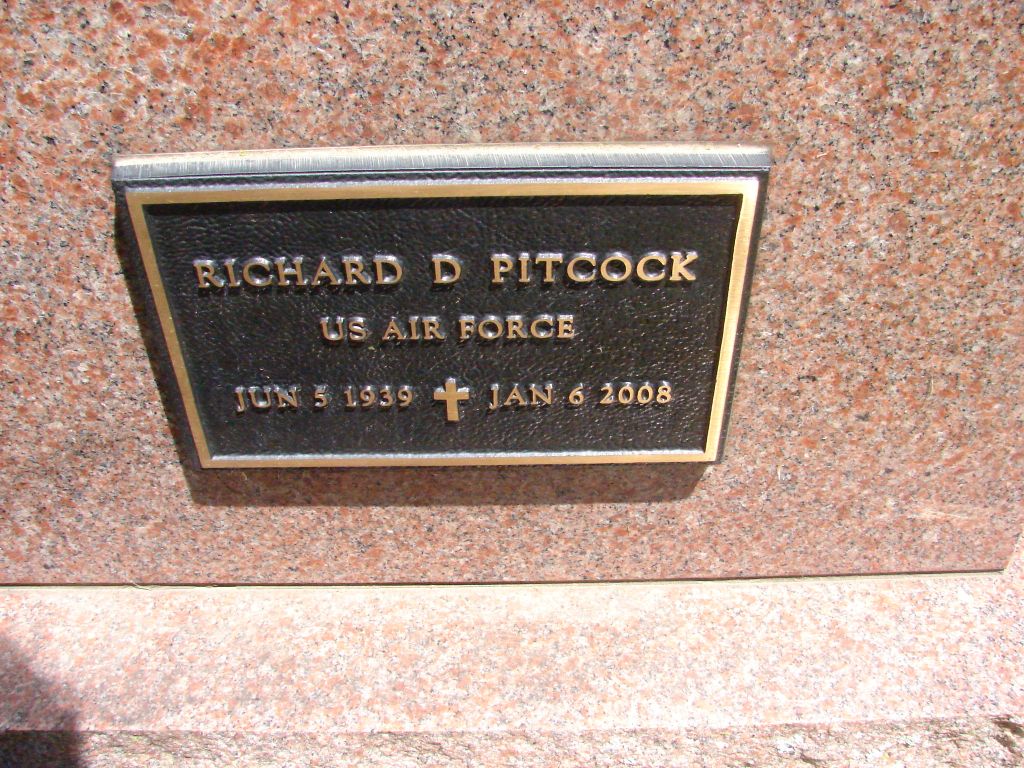 RICHARD D PITCOCK
US AIR FORCE
JUN 5 1939 ✝ JAN 6 2008